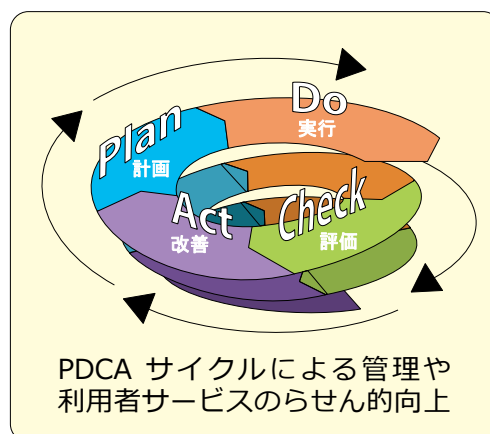 Plan
計画
Do
実行
Check
評価
Act
改善
PDCA サイクルによる管理や
利用者サービスのらせん的向上